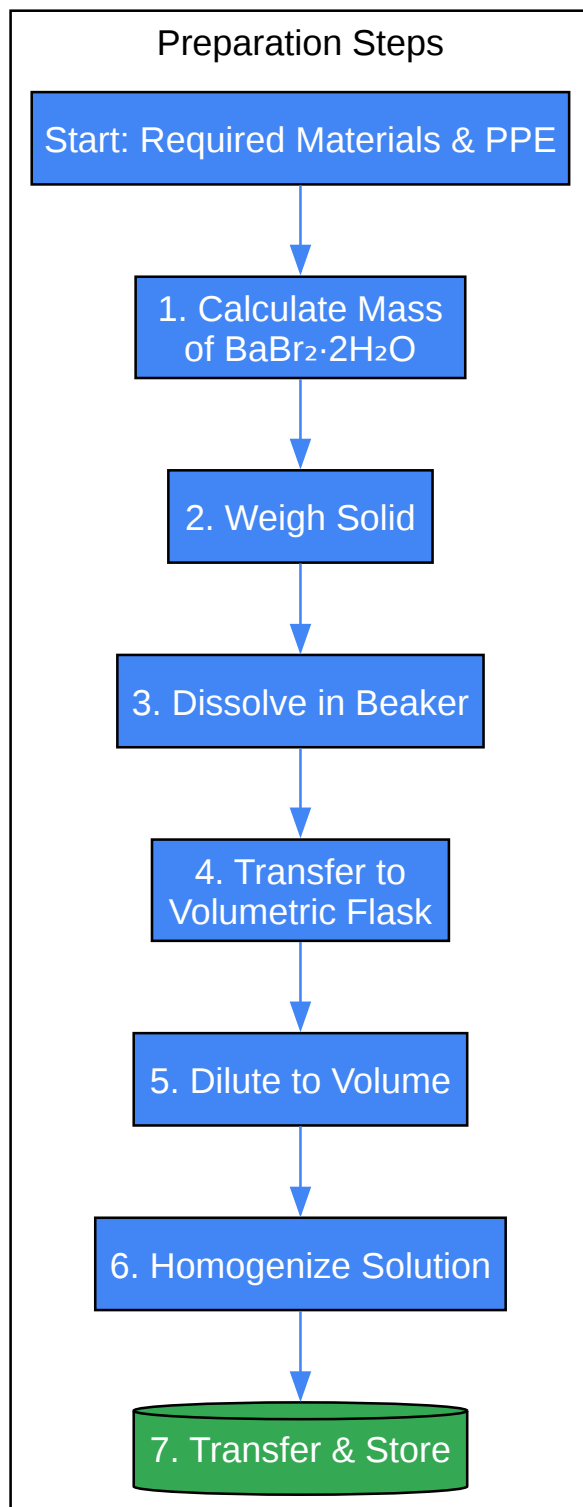 Preparation Steps
Start: Required Materials & PPE
1. Calculate Mass
of BaBr₂·2H₂O
2. Weigh Solid
3. Dissolve in Beaker
4. Transfer to
Volumetric Flask
5. Dilute to Volume
6. Homogenize Solution
7. Transfer & Store